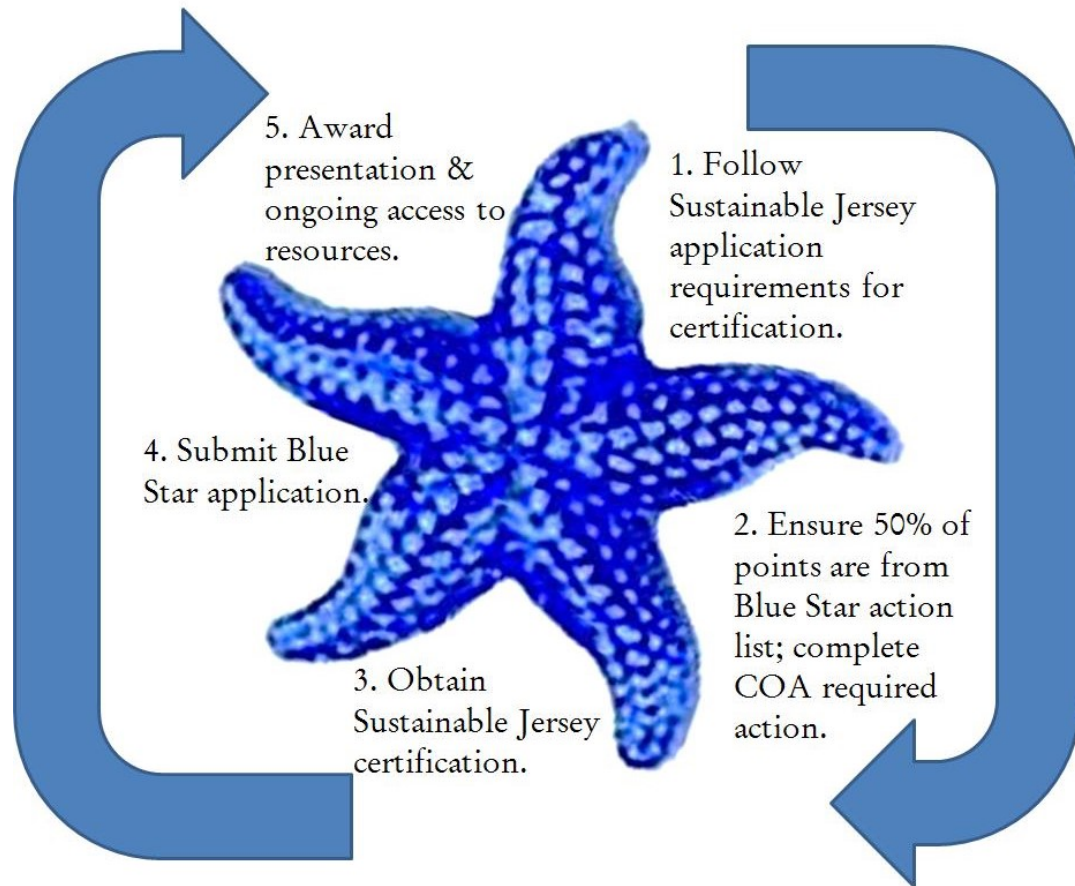 1. Follow
Sustainable Jersey
application
requirements for
certification.
2. Ensure 50% of
points are from
Blue Star action
list; complete
COA required
action.
3. Obtain
Sustainable Jersey
certification.
4. Submit Blue
Star application.
5. Award
presentation &
ongoing access to
resources.